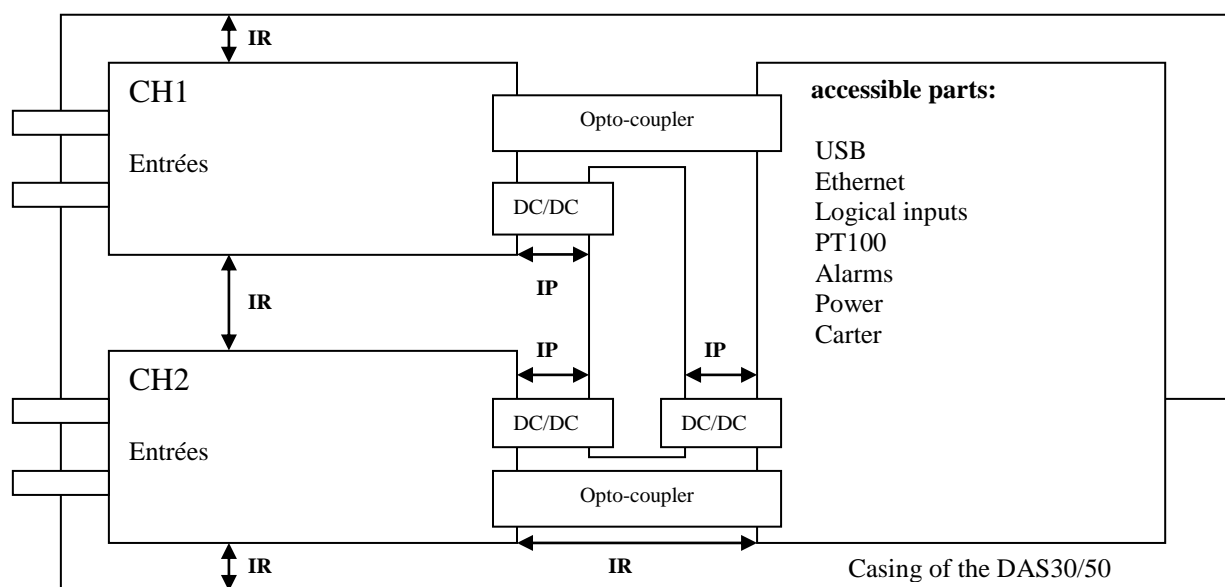 IR
CH1
Entrées
Opto-coupler
DC/DC
IP
accessible parts:
USB
Ethernet
Logical inputs
PT100
Alarms
Power
Carter
IR
CH2
Entrées
IP
IP
DC/DC
DC/DC
Opto-coupler
IR
IR
Casing of the DAS30/50